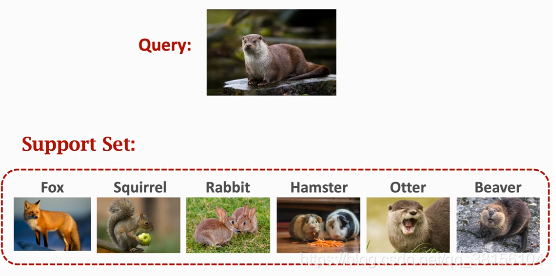 Query:
Support Set:
Fox Squirrel Rabbit Hamster Otter Beaver